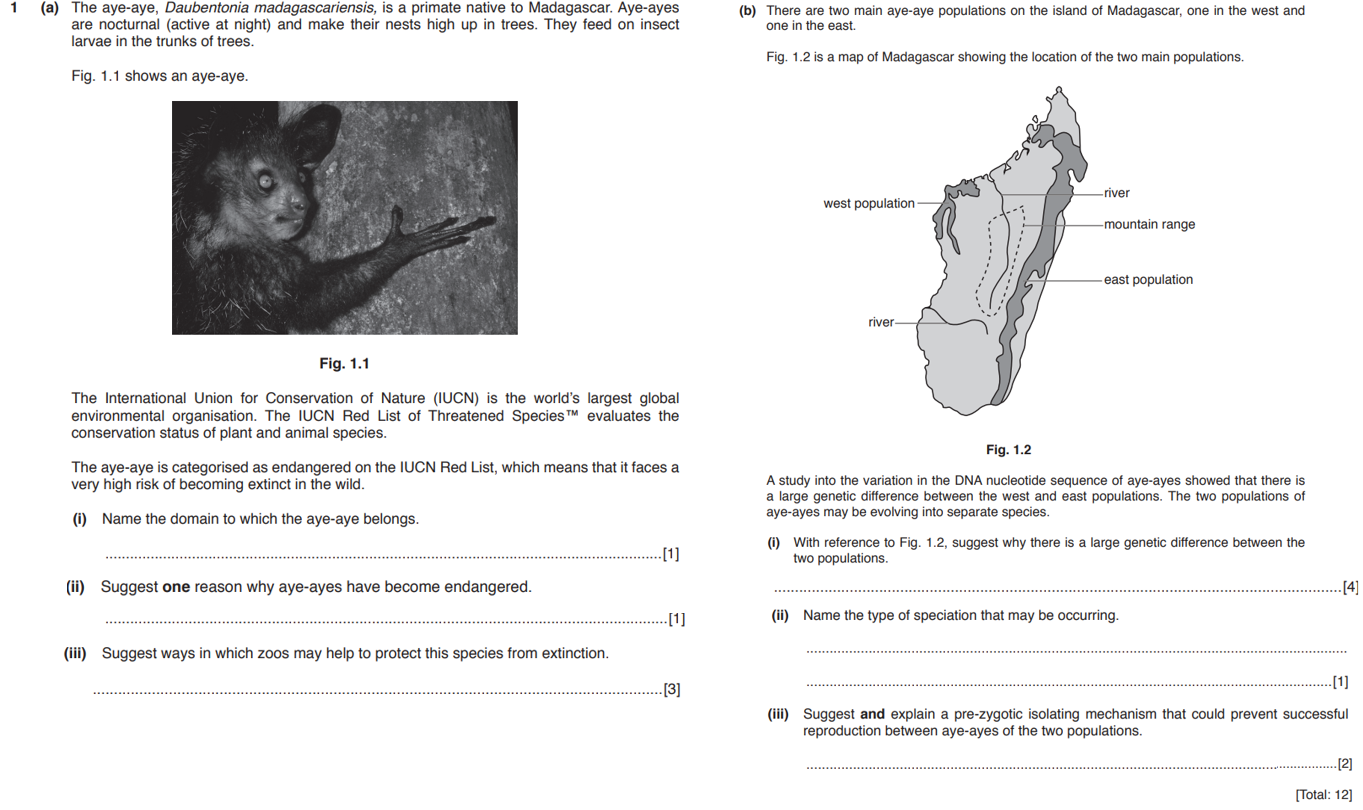 1 (a) The aye-aye, Daubentonia madagascariensis, is a primate native to Madagascar. Aye-ayes
are nocturnal (active at night) and make their nests high up in trees. They feed on insect
larvae in the trunks of trees.
Fig. 1.1 shows an aye-aye.
Fig. 1.1
The International Union for Conservation of Nature (IUCN) is the world's largest global
environmental organisation. The IUCN Red List of Threatened Species™ evaluates the
conservation status of plant and animal species.
The aye-aye is categorised as endangered on the IUCN Red List, which means that it faces a
very high risk of becoming extinct in the wild.
(i) Name the domain to which the aye-aye belongs.
[1]
(ii) Suggest one reason why aye-ayes have become endangered.
[1]
(iii) Suggest ways in which zoos may help to protect this species from extinction.
[3]
(b) There are two main aye-aye populations on the island of Madagascar, one in the west and
one in the east.
Fig. 1.2 is a map of Madagascar showing the location of the two main populations.
river
west population
mountain range
east population
river
Fig. 1.2
A study into the variation in the DNA nucleotide sequence of aye-ayes showed that there is
a large genetic difference between the west and east populations. The two populations of
aye-ayes may be evolving into separate species.
(i) With reference to Fig. 1.2, suggest why there is a large genetic difference between the
two populations.
[4]
(ii) Name the type of speciation that may be occurring.
[1]
(iii) Suggest and explain a pre-zygotic isolating mechanism that could prevent successful
reproduction between aye-ayes of the two populations.
[2]
[Total: 12]